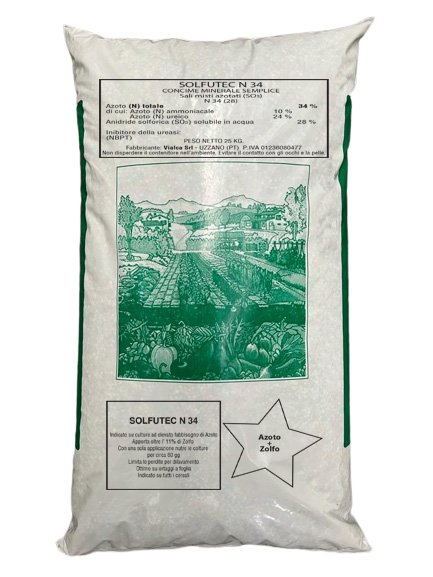 SOLFUTEC N 34
CONCIME MINERALE SEMPLICE
Sali misti azotati (SO₃)
N 34 (28)
Azoto (N) totale 34 %
di cui: Azoto (N) ammoniacale 10 %
Azoto (N) ureico 24 %
Anidride solforica (SO₃) solubile in acqua 28 %
Inibitore della ureasi:
(NBPT)
PESO NETTO 25 KG.
Fabbricante: Vialca Srl - UZZANO (PT) P.IVA 01236080477
Non disperdere il contenitore nell'ambiente. Evitare il contatto con gli occhi e la pelle.
SOLFUTEC N 34
Indicato su colture ad elevato fabbisogno di Azoto
Apporta oltre l' 11% di Zolfo
Con una sola applicazione nutre le colture
per circa 60 gg
Limita le perdite per dilavamento
Ottimo su ortaggi a foglia
Indicato su tutti i cereali
Azoto
+
Zolfo